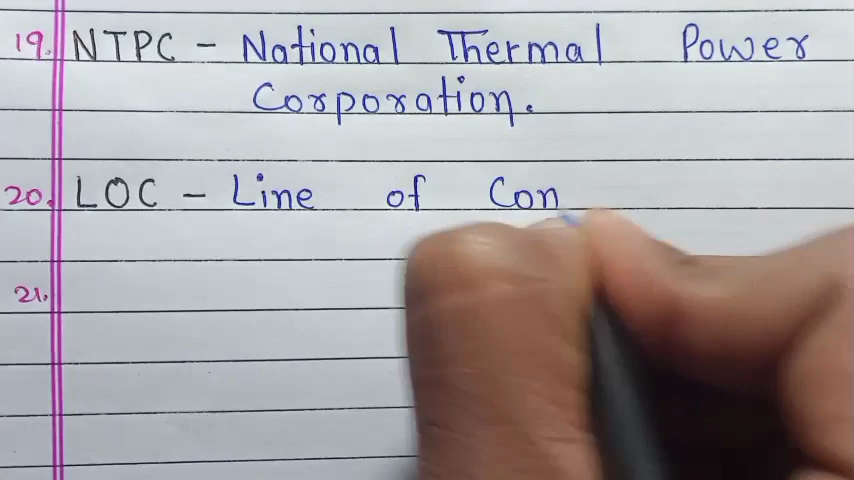 19. NTPC - National Thermal Power
Corporation.
20. LOC - Line of Con
21.